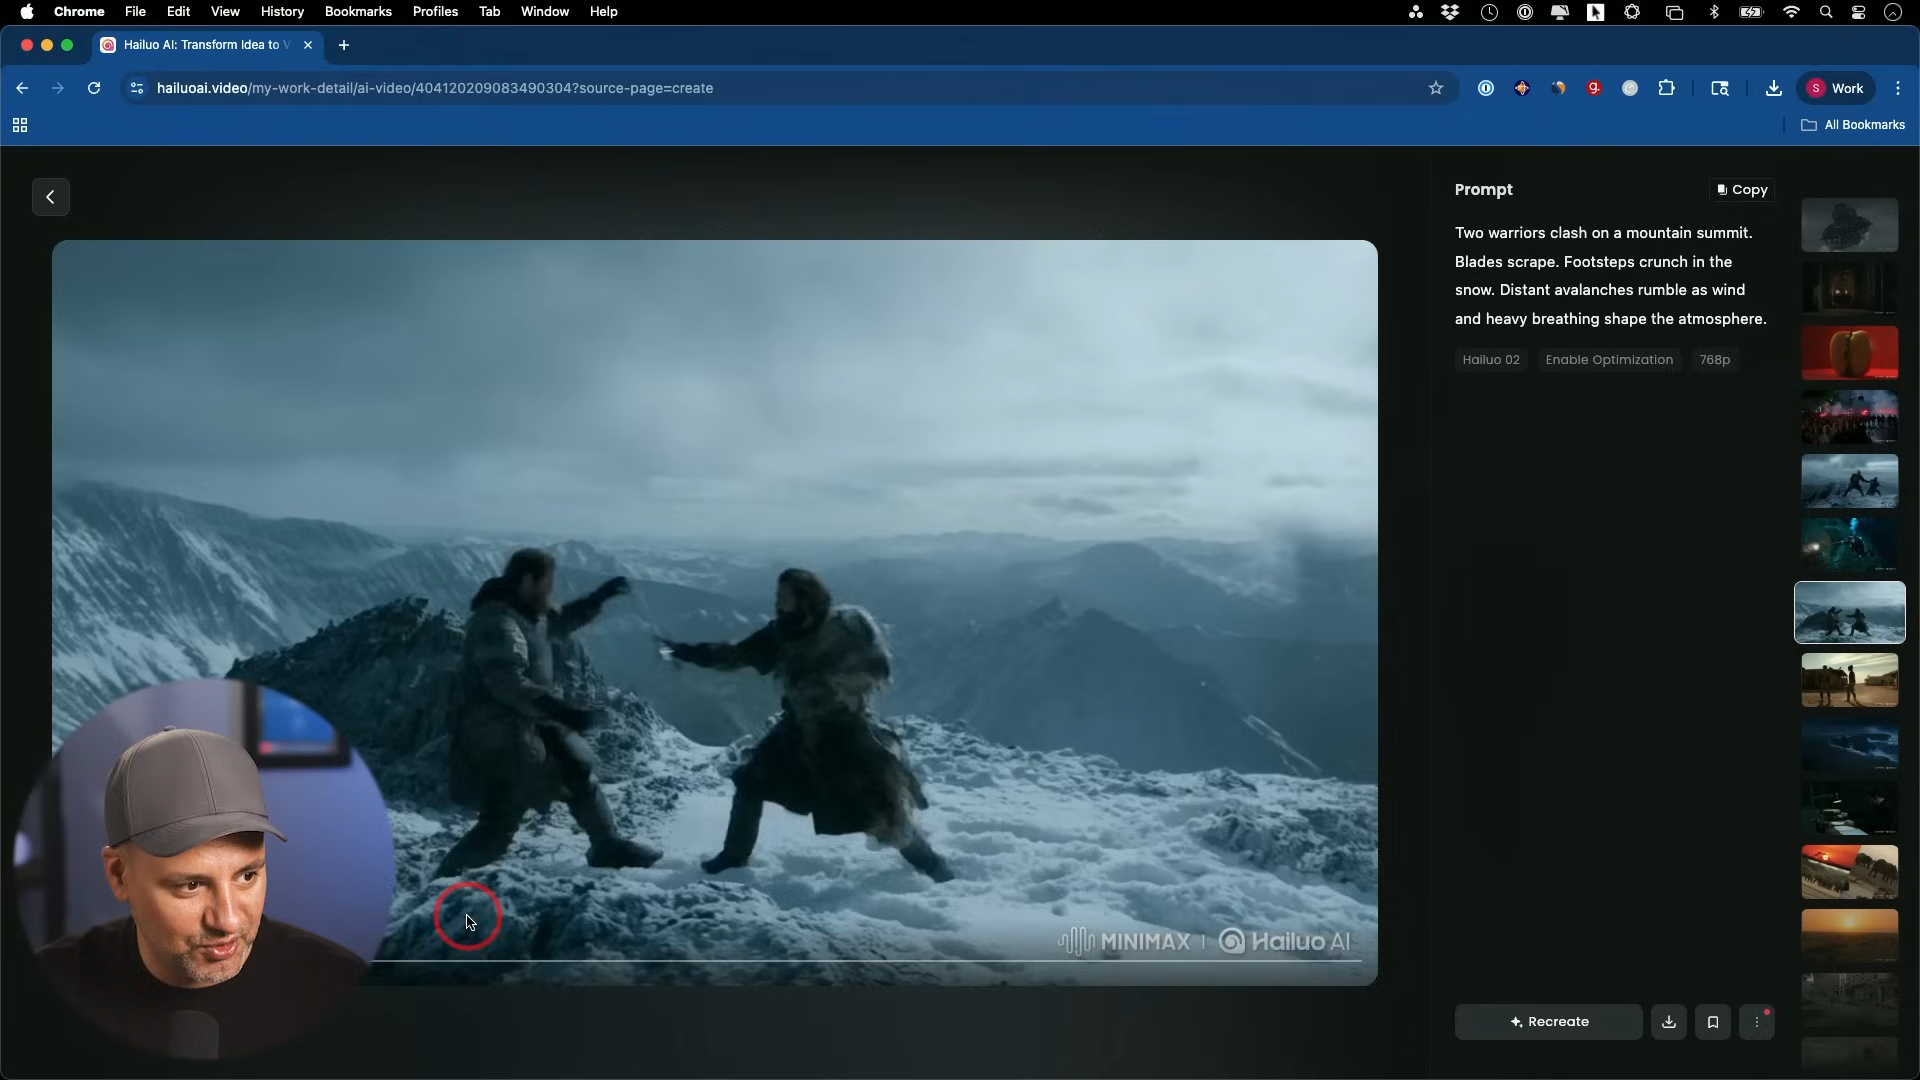 Chrome File Edit View History Bookmarks Profiles Tab Window Help
Hailuo AI: Transform Idea to V
hailuoai.video/my-work-detail/ai-video/404120209083490304?source-page=create
S Work
All Bookmarks
Prompt
Copy
Two warriors clash on a mountain summit.
Blades scrape. Footsteps crunch in the
snow. Distant avalanches rumble as wind
and heavy breathing shape the atmosphere.
Hailuo 02 Enable Optimization 768p
MINIMAX | Hailuo AI
Recreate